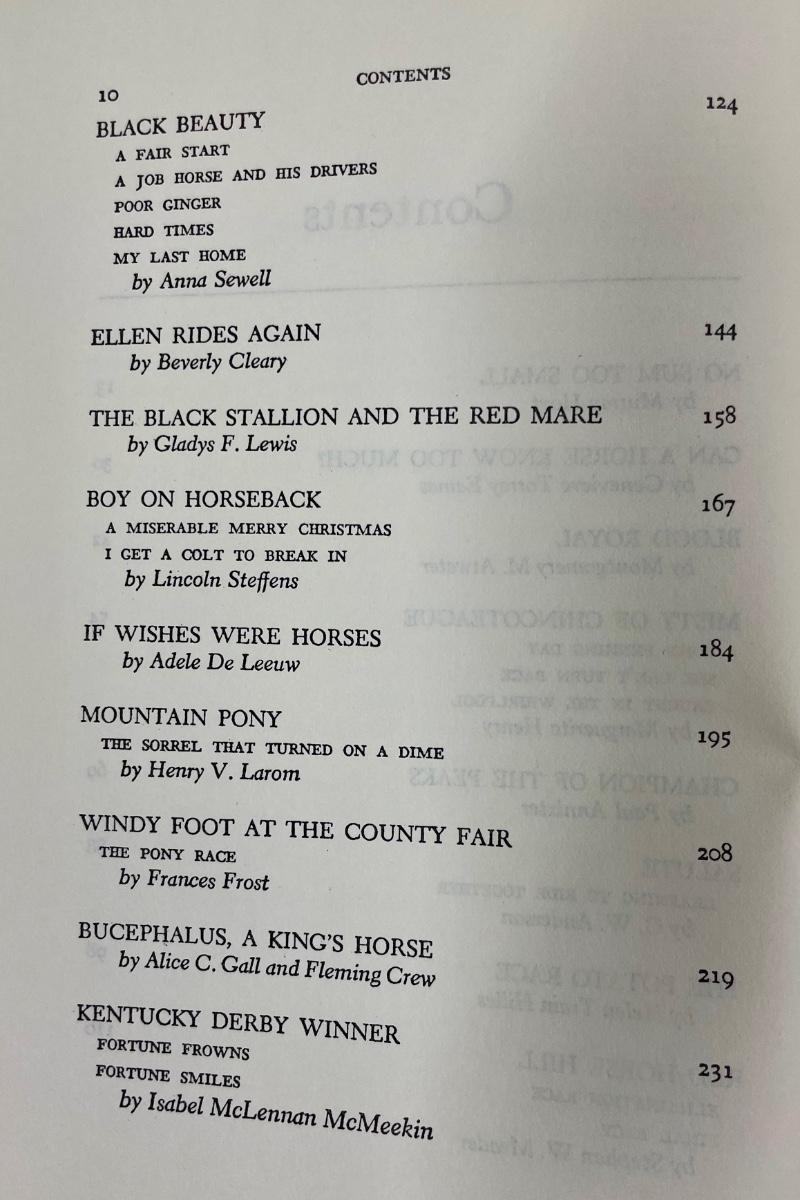 10
CONTENTS
BLACK BEAUTY 124
A FAIR START
A JOB HORSE AND HIS DRIVERS
POOR GINGER
HARD TIMES
MY LAST HOME
by Anna Sewell
ELLEN RIDES AGAIN 144
by Beverly Cleary
THE BLACK STALLION AND THE RED MARE 158
by Gladys F. Lewis
BOY ON HORSEBACK 167
A MISERABLE MERRY CHRISTMAS
I GET A COLT TO BREAK IN
by Lincoln Steffens
IF WISHES WERE HORSES 184
by Adele De Leeuw
MOUNTAIN PONY 195
THE SORREL THAT TURNED ON A DIME
by Henry V. Larom
WINDY FOOT AT THE COUNTY FAIR 208
THE PONY RACE
by Frances Frost
BUCEPHALUS, A KING'S HORSE 219
by Alice C. Gall and Fleming Crew
KENTUCKY DERBY WINNER 231
FORTUNE FROWNS
FORTUNE SMILES
by Isabel McLennan McMeekin